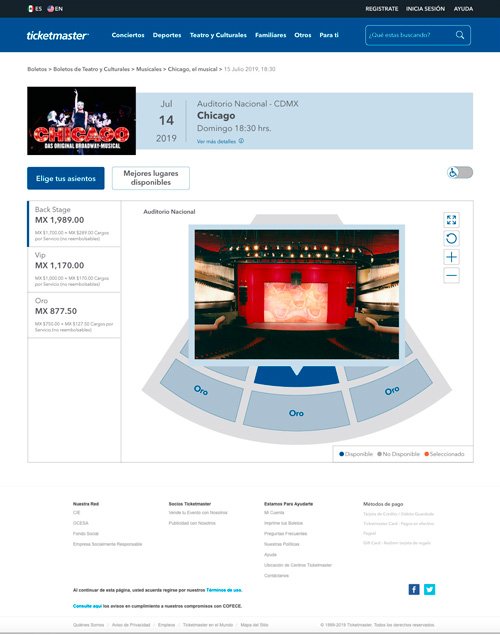 ES
EN
REGISTRATE
INICIA SESIÓN
AYUDA
ticketmaster
Conciertos
Deportes
Teatro y Culturales
Familiares
Otros
Para ti
¿Qué estas buscando?
Boletos > Boletos de Teatro y Culturales > Musicales > Chicago, el musical > 15 Julio 2019, 18:30
CHICAGO
DAS ORIGINAL BROADWAY-MUSICAL
Jul
14
2019
Auditorio Nacional - CDMX
Chicago
Domingo 18:30 hrs.
Ver más detalles
Elige tus asientos
Mejores lugares
disponibles
Back Stage
MX 1,989.00
MX $1,700.00 + MX $289.00 Cargos
por Servicio (no reembolsables)
Vip
MX 1,170.00
MX $1,000.00 + MX $170.00 Cargos
por Servicio (no reembolsables)
Oro
MX 877.50
MX $750.00 + MX $127.50 Cargos por
Servicio (no reembolsables)
Auditorio Nacional
Oro
Oro
Oro
Disponible
No Disponible
Seleccionado
Nuestra Red
CIE
OCESA
Fondo Social
Empresa Socialmente Responsable
Socios Ticketmaster
Vende tu Evento con Nosotros
Publicidad con Nosotros
Estamos Para Ayudarte
Mi Cuenta
Imprime tus Boletos
Preguntas Frecuentes
Nuestras Políticas
Ayuda
Ubicación de Centros Ticketmaster
Contáctanos
Métodos de pago
Tarjeta de Crédito / Débito Guardada
Ticketmaster Card - Pagos en efectivo
Paypal
Gift Card - Redimir tarjeta de regalo
Al continuar de esta página, usted acuerda regirse por nuestros Términos de uso.
Consulta aquí los avisos en cumplimiento a nuestros compromisos con COFECE.
Quiénes Somos
Aviso de Privacidad
Empleos
Ticketmaster en el Mundo
Mapa del Sitio
© 1999-2019 Ticketmaster. Todos los derechos reservados.